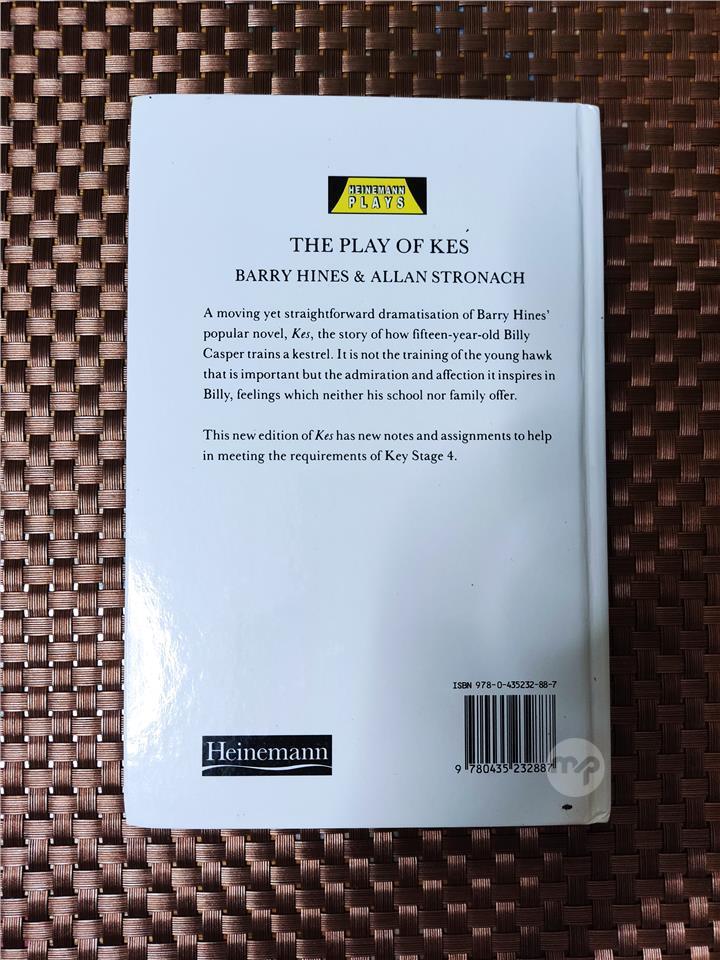 HEINEMANN
PLAYS
THE PLAY OF KES
BARRY HINES & ALLAN STRONACH
A moving yet straightforward dramatisation of Barry Hines'
popular novel, Kes, the story of how fifteen-year-old Billy
Casper trains a kestrel. It is not the training of the young hawk
that is important but the admiration and affection it inspires in
Billy, feelings which neither his school nor family offer.
This new edition of Kes has new notes and assignments to help
in meeting the requirements of Key Stage 4.
ISBN 978-0-435232-88-7
Heinemann
9 780435 232887
mp